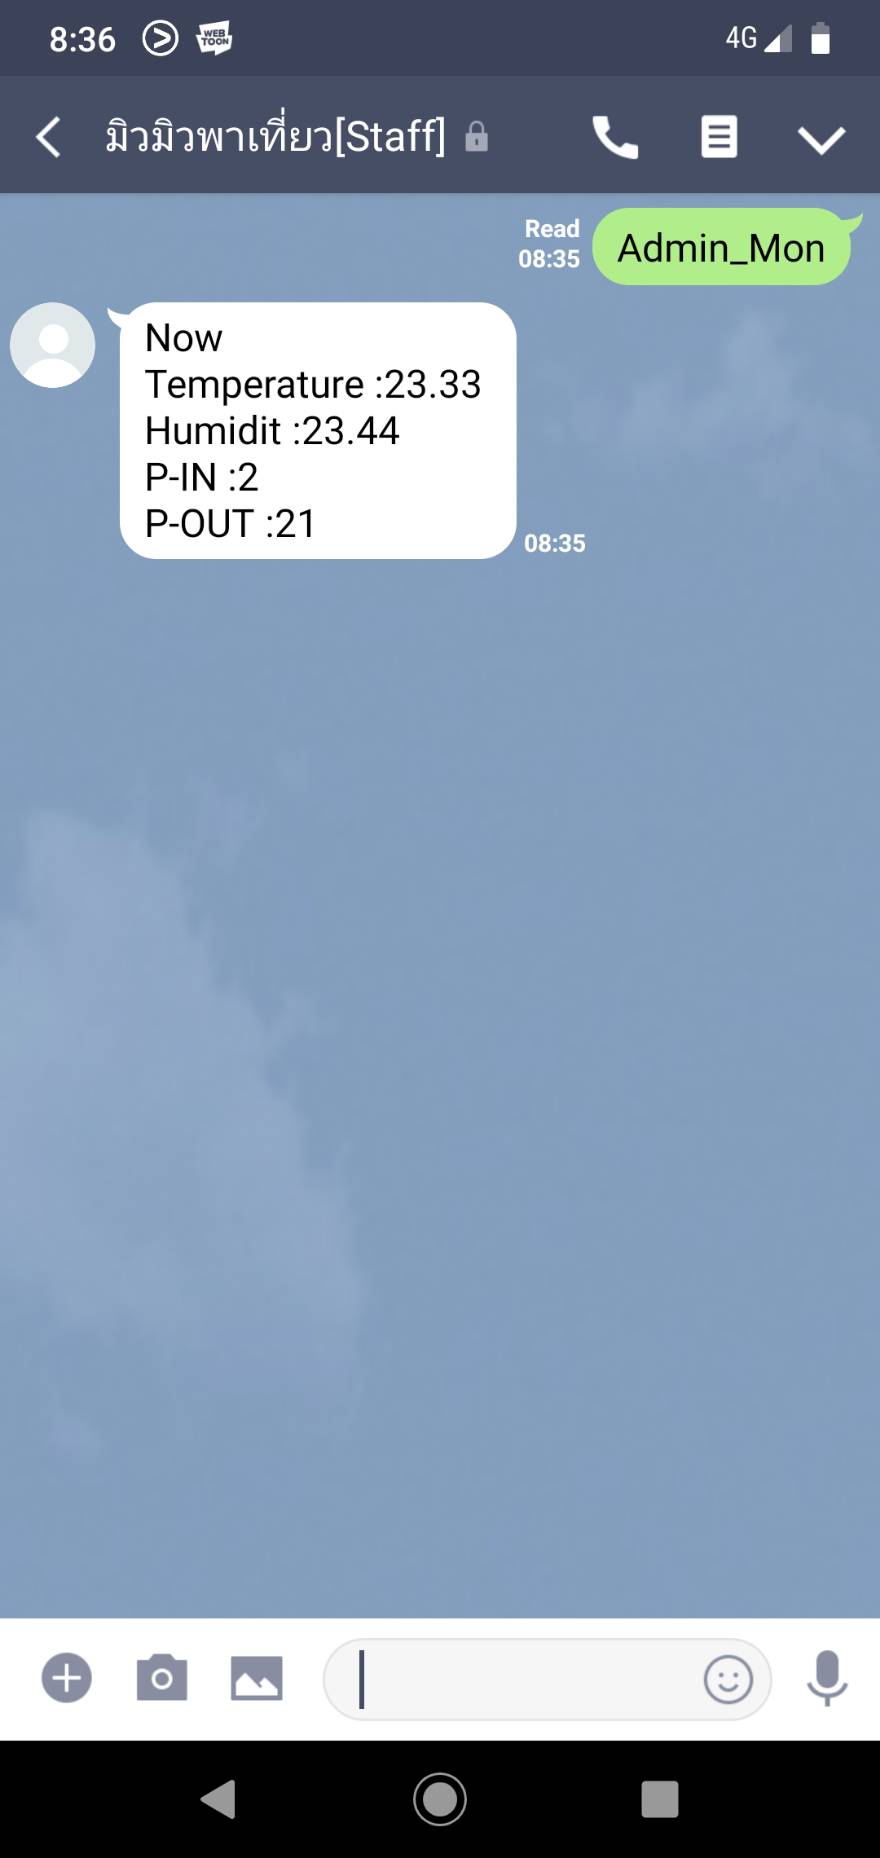 8:36
WEB
TOON
4G
มิวมิวพาเที่ยว[Staff]
Read
08:35
Admin_Mon
Now
Temperature :23.33
Humidit :23.44
P-IN :2
P-OUT :21
08:35